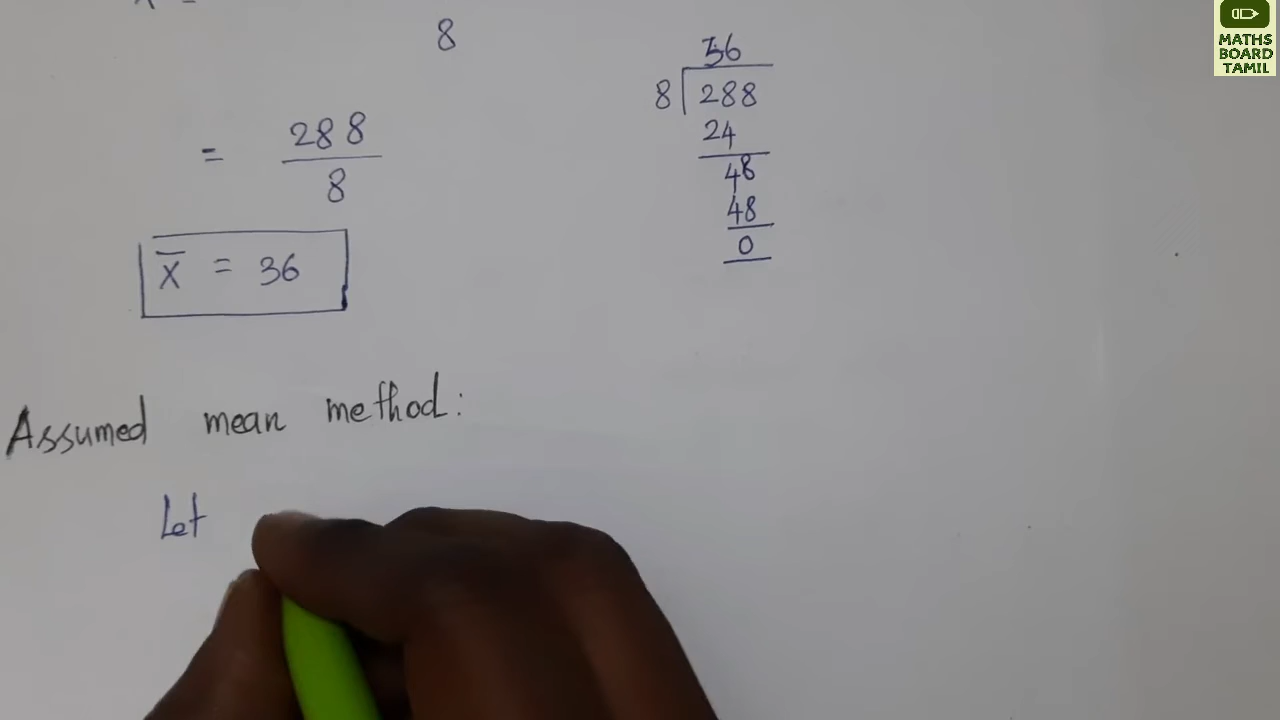 8
= 288/8
X̄ = 36
36
8 288
24
48
48
0
Assumed mean method:
Let
MATHS
BOARD
TAMIL